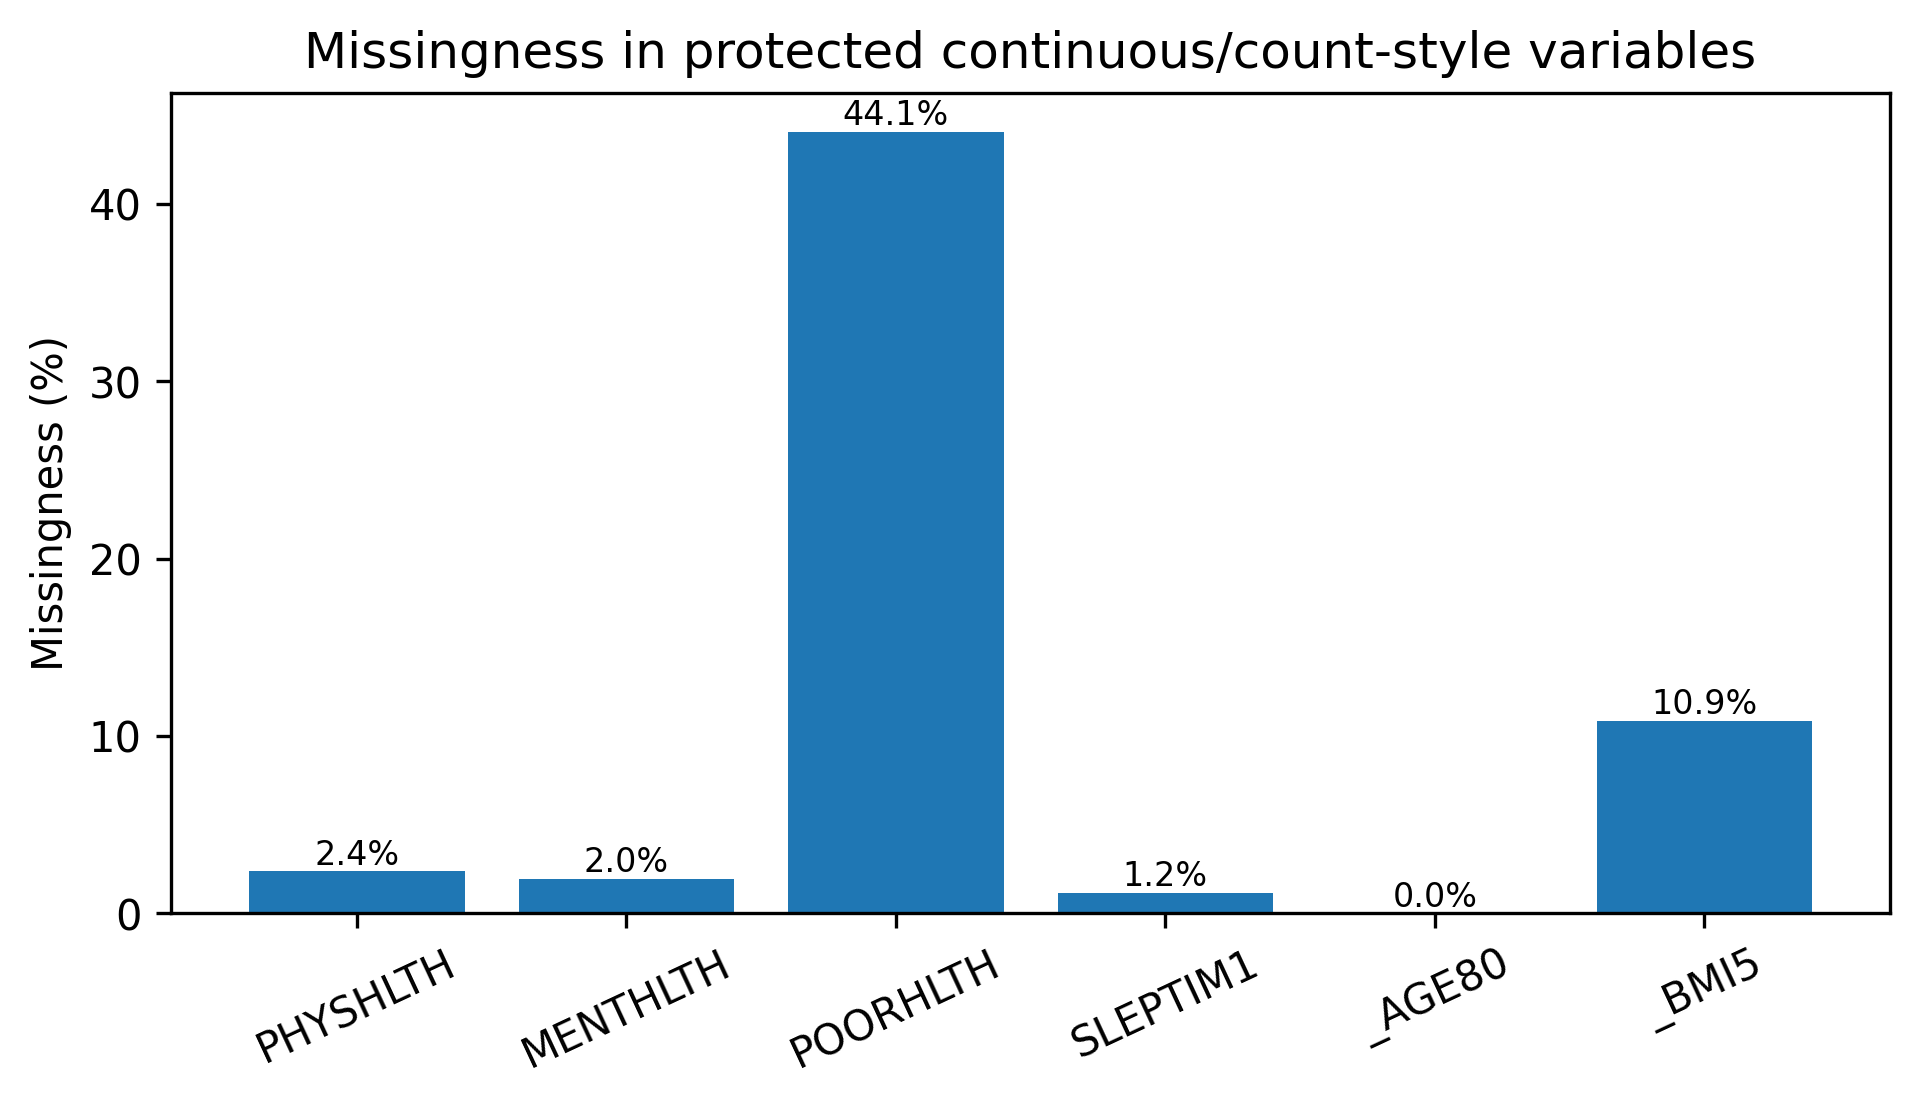 Missingness in protected continuous/count-style variables
Missingness (%)
40
30
20
10
0
2.4%
2.0%
44.1%
1.2%
0.0%
10.9%
PHYSHLTH
MENTHLTH
POORHLTH
SLEPTIM1
_AGE80
_BMI5